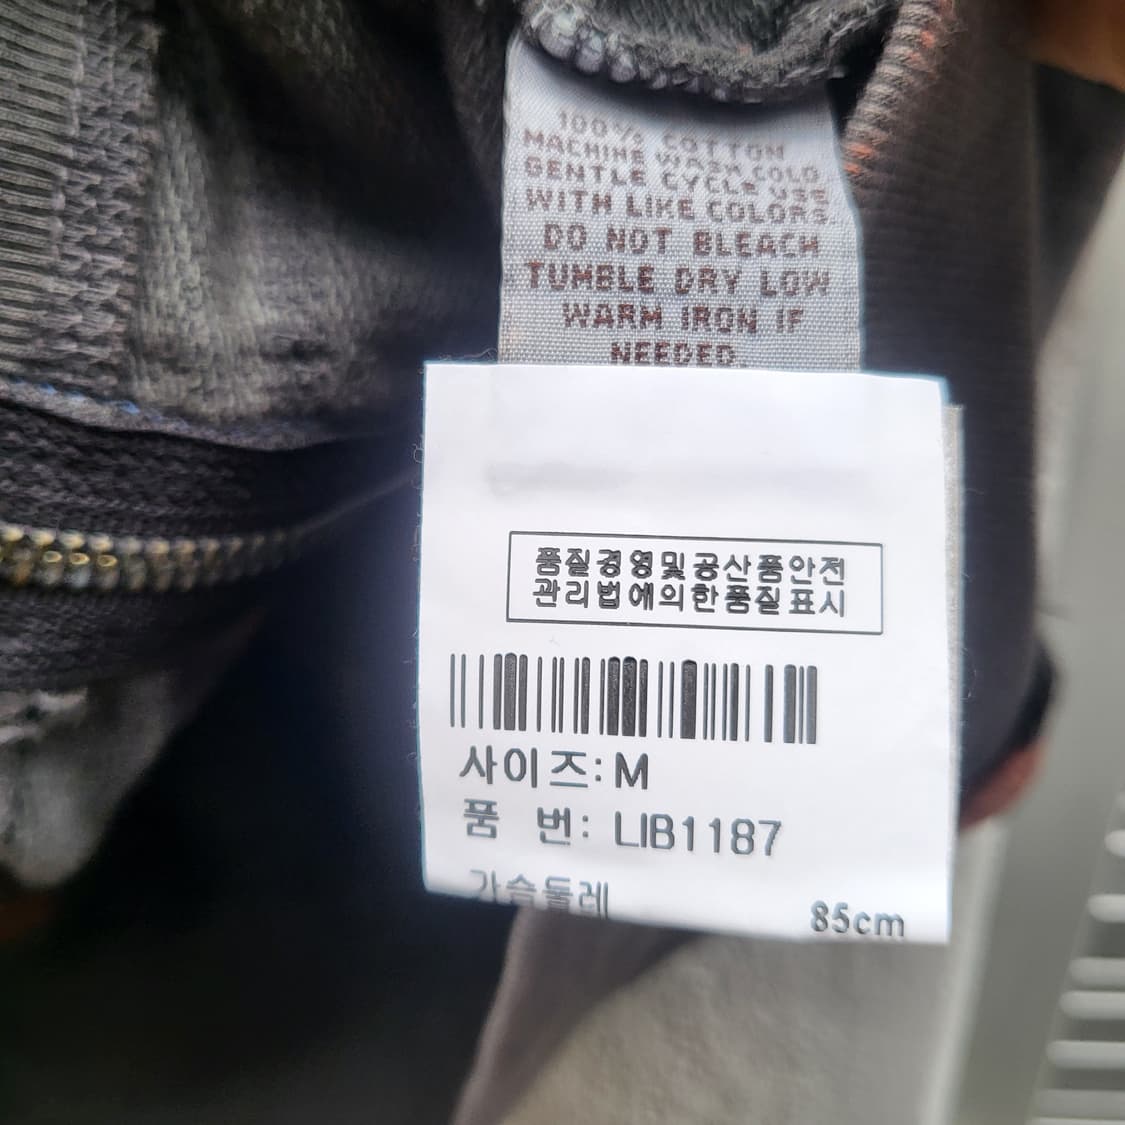 100% COTTON
MACHINE WASH COLD
GENTLE CYCLE USE
WITH LIKE COLORS.
DO NOT BLEACH
TUMBLE DRY LOW
WARM IRON IF
NEEDED.
품질경영및공산품안전
관리법에의한품질표시
사이즈: M
품 번: LIB1187
가슴둘레 85cm